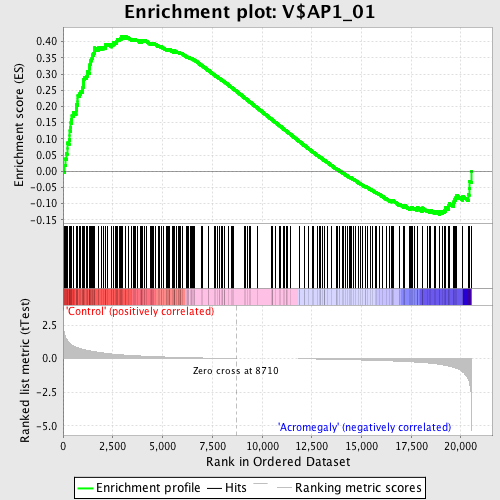 Enrichment plot: V$AP1_01
Enrichment score (ES)
0.40
0.35
0.30
0.25
0.20
0.15
0.10
0.05
0.00
-0.05
-0.10
-0.15
'Control' (positively correlated)
Ranked list metric (tTest)
2.5
0.0
-2.5
-5.0
Zero cross at 8710
'Acromegaly' (negatively correlated)
0
2,500
5,000
7,500
10,000
12,500
15,000
17,500
20,000
Rank in Ordered Dataset
Enrichment profile
Hits
Ranking metric scores